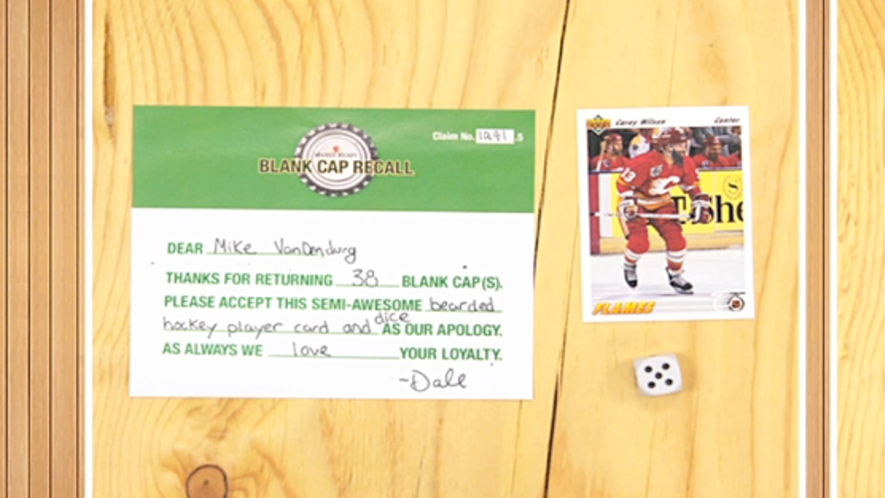 Claim No. .5
BLANK CAP RECALL
DEAR Mike VanDenburg
THANKS FOR RETURNING 38 BLANK CAP(S).
PLEASE ACCEPT THIS SEMI-AWESOME bearded
hockey player card and dice AS OUR APOLOGY.
AS ALWAYS WE love YOUR LOYALTY.
-Dale
Corey Wilson Center
FLAMES